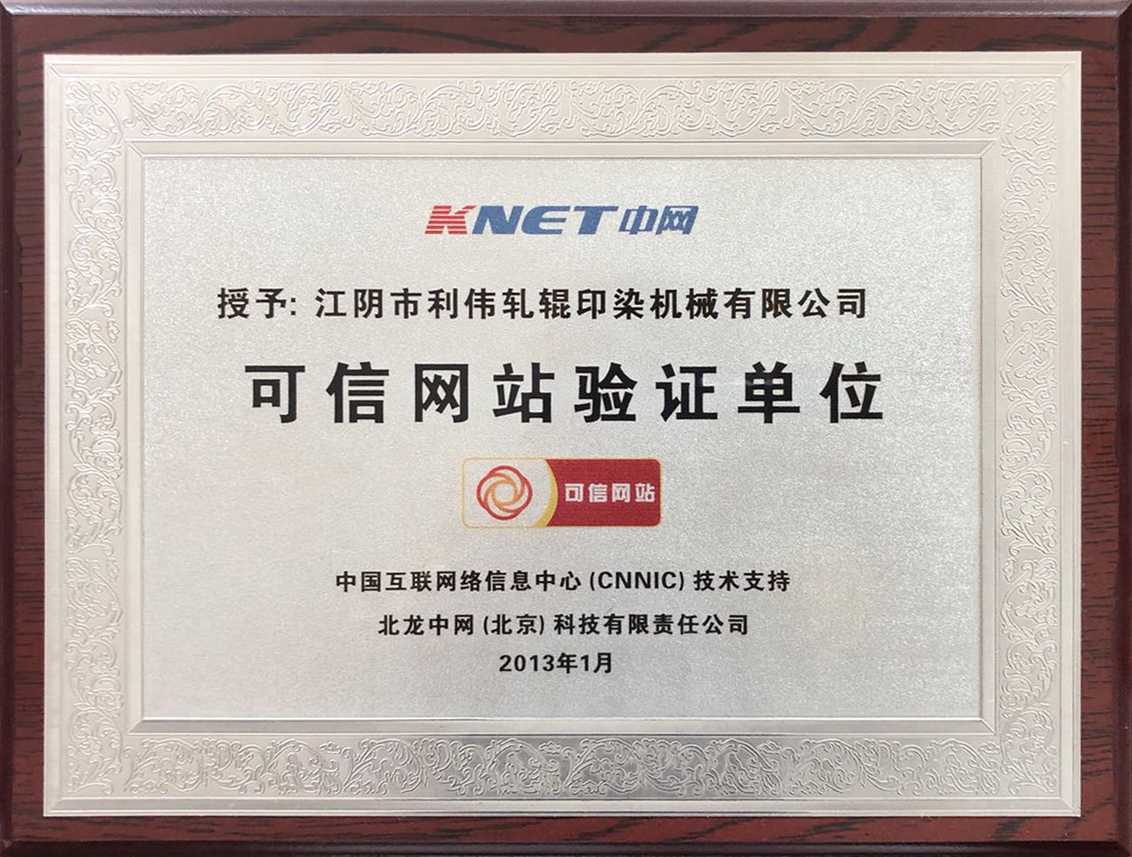 KNET中网
授予: 江阴市利伟轧辊印染机械有限公司
可信网站验证单位
可信网站
中国互联网络信息中心(CNNIC)技术支持
北龙中网(北京)科技有限责任公司
2013年1月